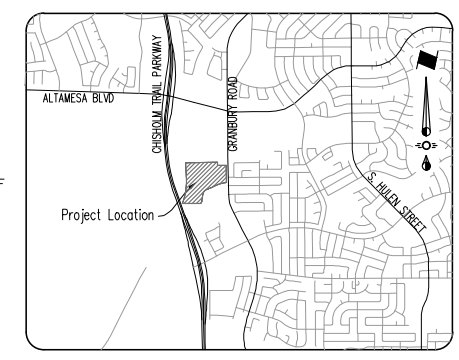 CHISHOLM TRAIL PARKWAY
ALTAMESA BLVD
GRANBURY ROAD
S. HULEN STREET
Project Location